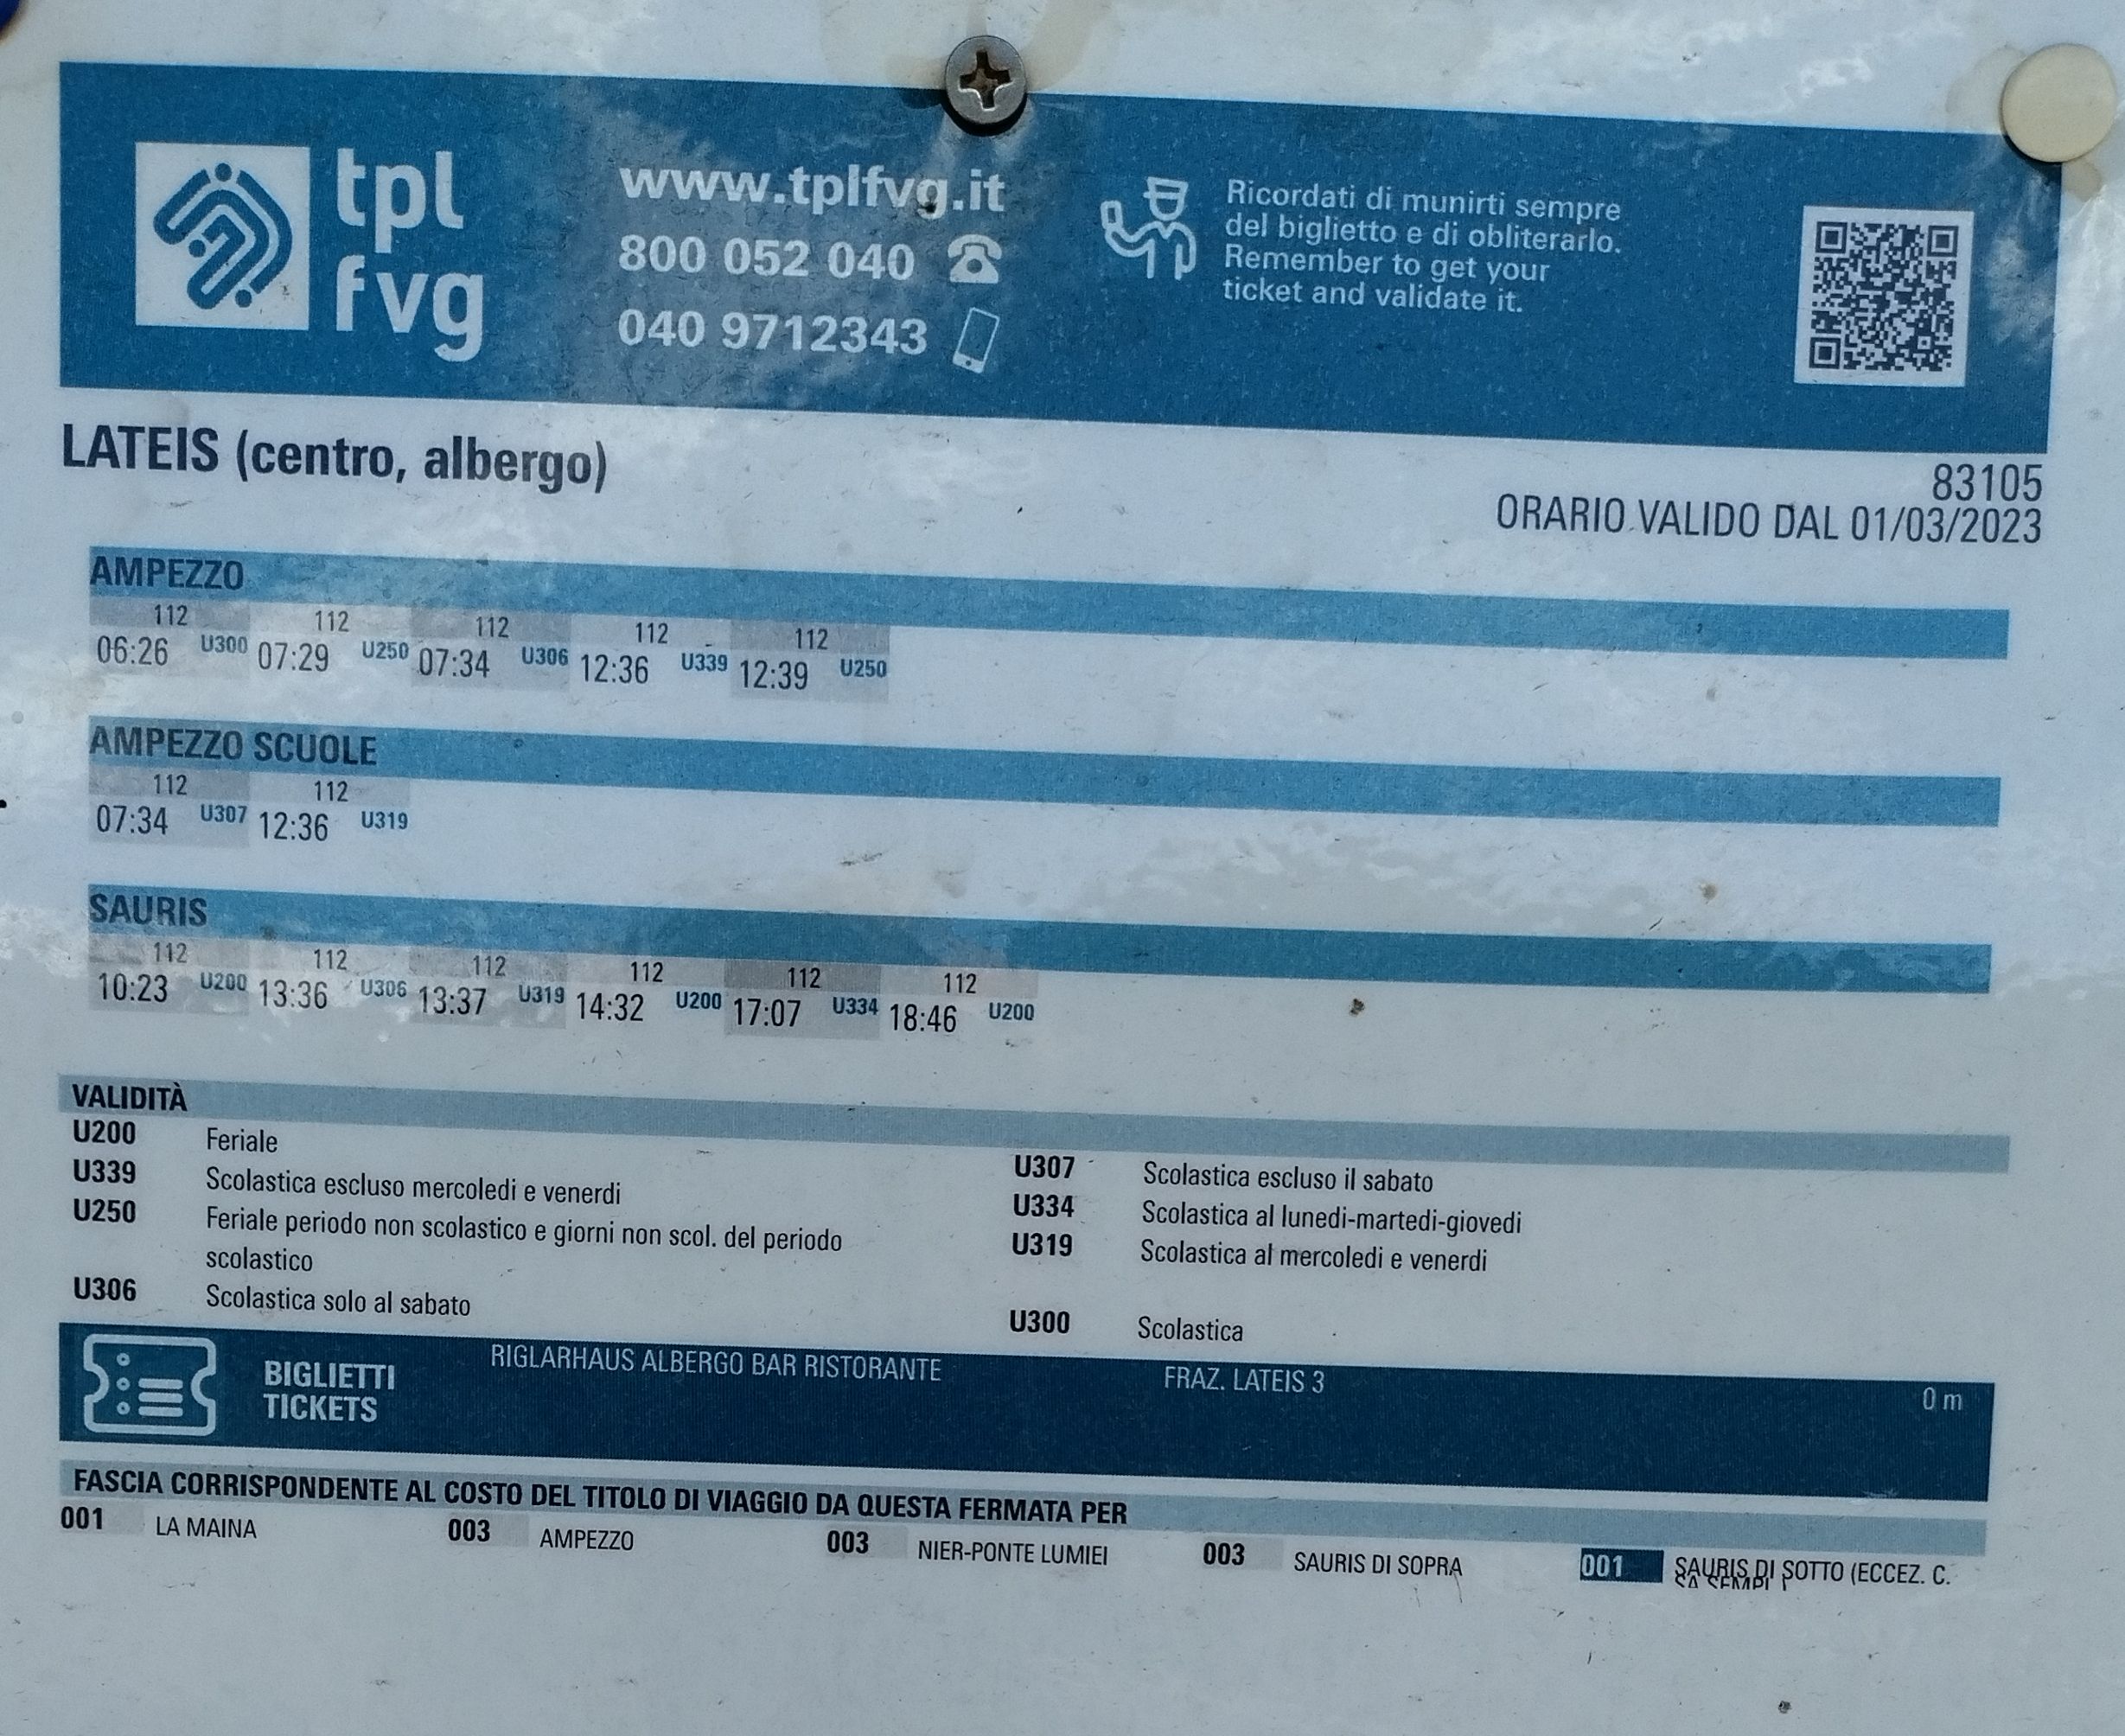 tpl
fvg
www.tplfvg.it
800 052 040
040 9712343
Ricordati di munirti sempre
del biglietto e di obliterarlo.
Remember to get your
ticket and validate it.
LATEIS (centro, albergo)
83105
ORARIO VALIDO DAL 01/03/2023
AMPEZZO
112 112 112 112 112
06:26 U300 07:29 U250 07:34 U306 12:36 U339 12:39 U250
AMPEZZO SCUOLE
112 112
07:34 U307 12:36 U319
SAURIS
112 112 112 112 112 112
10:23 U200 13:36 U306 13:37 U319 14:32 U200 17:07 U334 18:46 U200
VALIDITÀ
U200 Feriale
U339 Scolastica escluso mercoledi e venerdi
U250 Feriale periodo non scolastico e giorni non scol. del periodo
scolastico
U306 Scolastica solo al sabato
U307 Scolastica escluso il sabato
U334 Scolastica al lunedi-martedi-giovedi
U319 Scolastica al mercoledi e venerdi
U300 Scolastica
BIGLIETTI
TICKETS
RIGLARHAUS ALBERGO BAR RISTORANTE FRAZ. LATEIS 3 0 m
FASCIA CORRISPONDENTE AL COSTO DEL TITOLO DI VIAGGIO DA QUESTA FERMATA PER
001 LA MAINA 003 AMPEZZO 003 NIER-PONTE LUMIEI 003 SAURIS DI SOPRA 001 SAURIS DI SOTTO (ECCEZ. C.